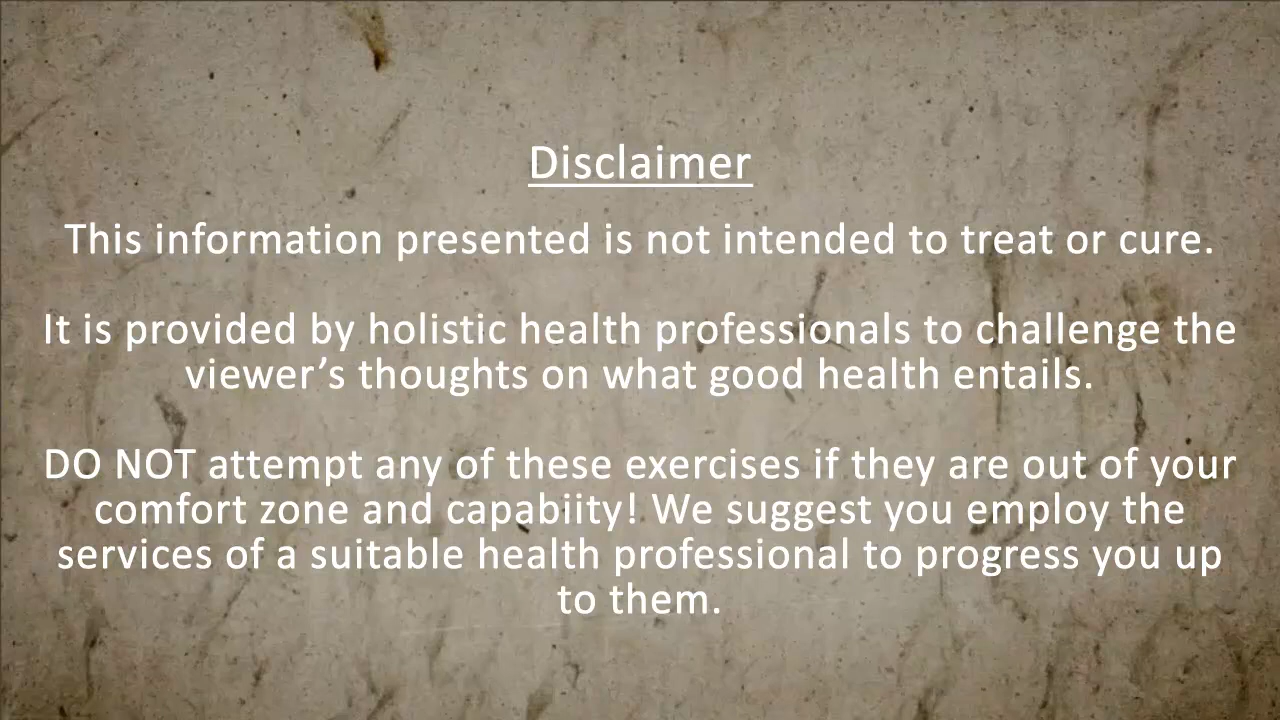 Disclaimer
This information presented is not intended to treat or cure.
It is provided by holistic health professionals to challenge the
viewer’s thoughts on what good health entails.
DO NOT attempt any of these exercises if they are out of your
comfort zone and capabiity! We suggest you employ the
services of a suitable health professional to progress you up
to them.